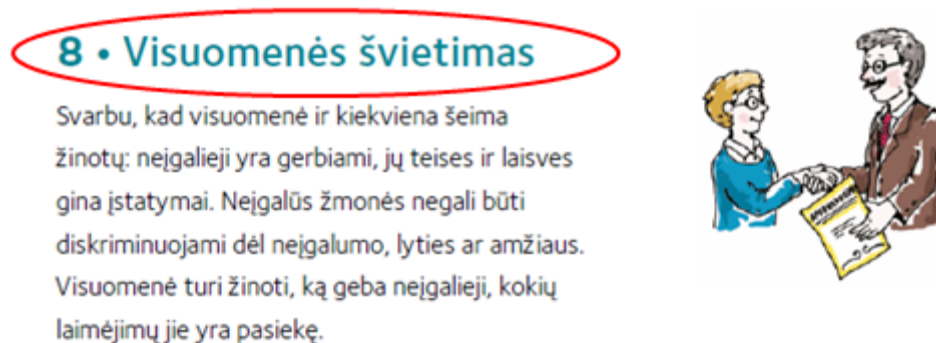 8 • Visuomenės švietimas
Svarbu, kad visuomenė ir kiekviena šeima
žinotų: neįgalieji yra gerbiami, jų teises ir laisves
gina įstatymai. Neįgalūs žmonės negali būti
diskriminuojami dėl neįgalumo, lyties ar amžiaus.
Visuomenė turi žinoti, ką geba neįgalieji, kokių
laimėjimų jie yra pasiekę.